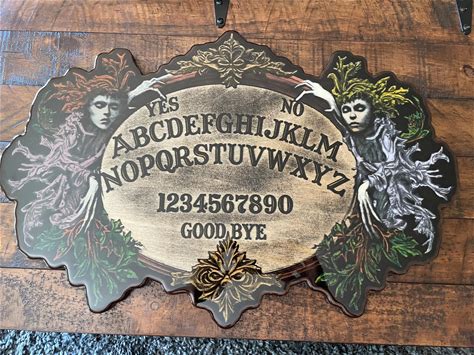 YES NO
ABCDEFGHIJKLM
NOPQRSTUVWXYZ
1234567890
GOOD BYE